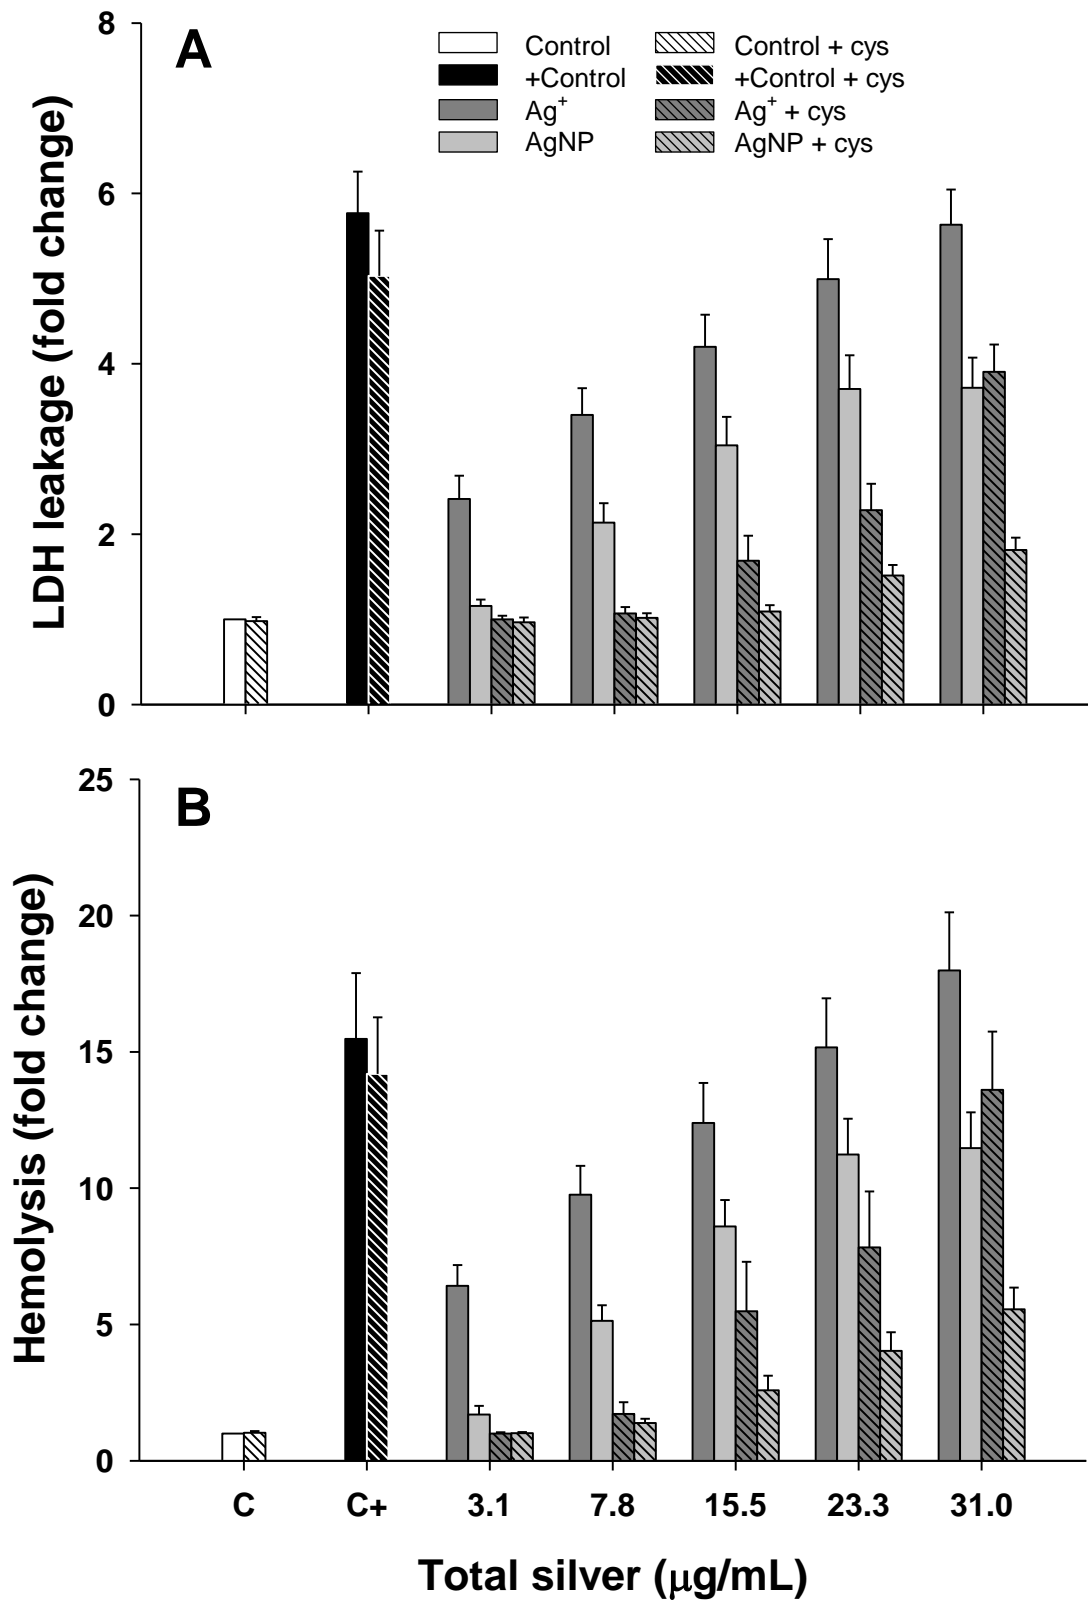 A
Control
+Control
Ag⁺
AgNP
Control + cys
+Control + cys
Ag⁺ + cys
AgNP + cys
LDH leakage (fold change)
8
6
4
2
0
B
Hemolysis (fold change)
25
20
15
10
5
0
C C+ 3.1 7.8 15.5 23.3 31.0
Total silver (μg/mL)